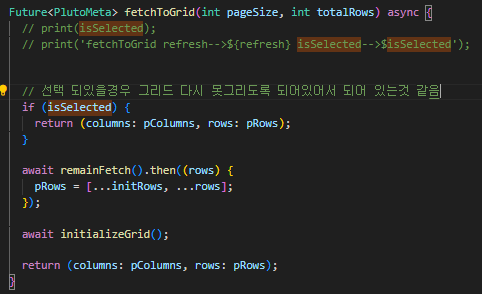 Future<PlutoMeta> fetchToGrid(int pageSize, int totalRows) async {
// print(isSelected);
// print('fetchToGrid refresh-->${refresh} isSelected-->$isSelected');
// 선택 되있을경우 그리드 다시 못그리도록 되어있어서 되어 있는것 같음
if (isSelected) {
return (columns: pColumns, rows: pRows);
}
await remainFetch().then((rows) {
pRows = [...initRows, ...rows];
});
await initializeGrid();
return (columns: pColumns, rows: pRows);
}